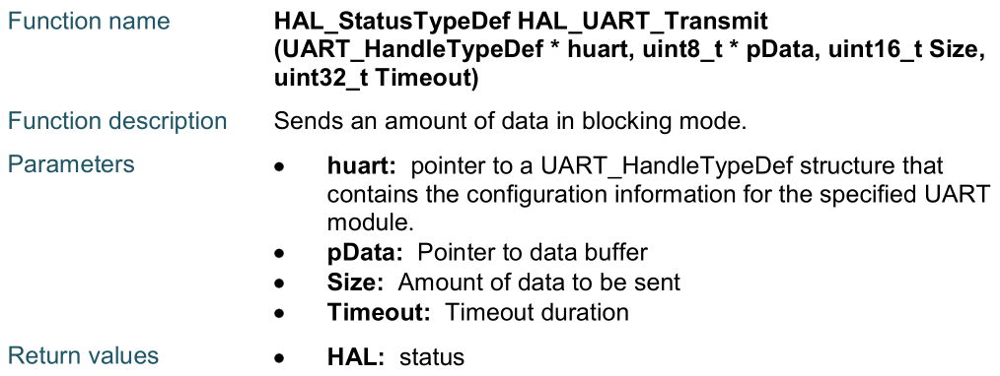 Function name HAL_StatusTypeDef HAL_UART_Transmit
(UART_HandleTypeDef * huart, uint8_t * pData, uint16_t Size,
uint32_t Timeout)
Function description Sends an amount of data in blocking mode.
Parameters • huart: pointer to a UART_HandleTypeDef structure that
contains the configuration information for the specified UART
module.
• pData: Pointer to data buffer
• Size: Amount of data to be sent
• Timeout: Timeout duration
Return values • HAL: status